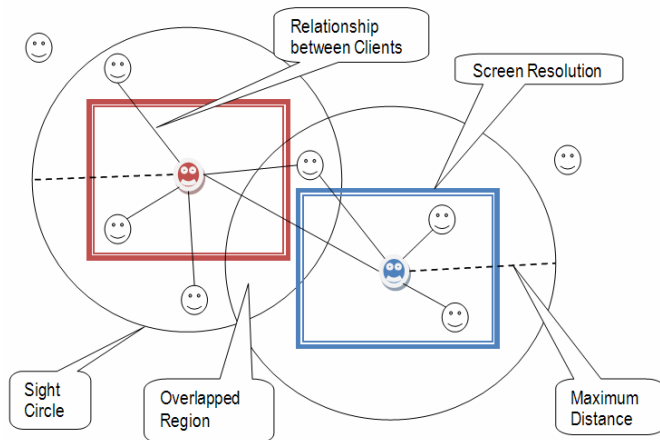 Relationship
between Clients
Screen Resolution
Sight
Circle
Overlapped
Region
Maximum
Distance